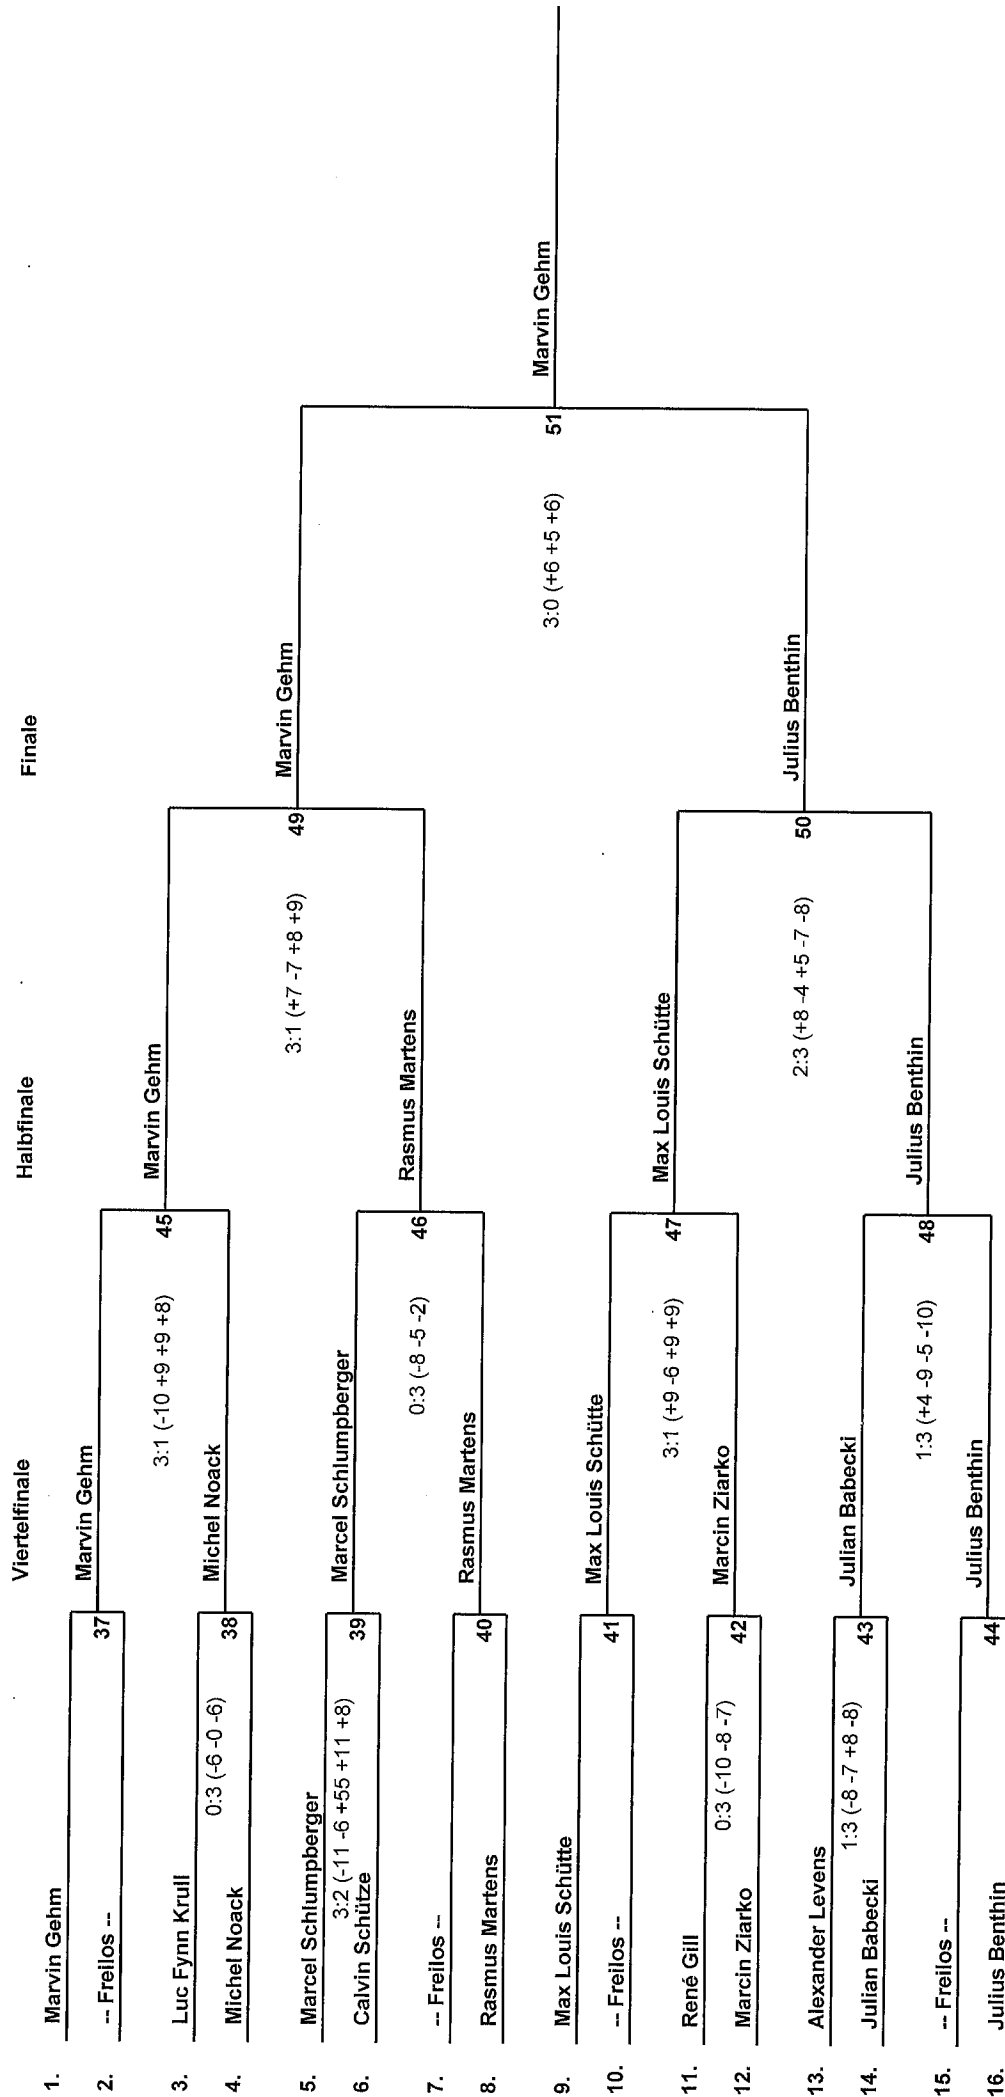 Viertelfinale
Halbfinale
Finale
1. Marvin Gehm
2. -- Freilos --
37
Marvin Gehm
3. Luc Fynn Krull
0:3 (-6 -0 -6)
4. Michel Noack
38
Michel Noack
3:1 (-10 +9 +9 +8)
45
Marvin Gehm
5. Marcel Schlumpberger
3:2 (-11 -6 +55 +11 +8)
6. Calvin Schütze
39
Marcel Schlumpberger
7. -- Freilos --
8. Rasmus Martens
40
Rasmus Martens
0:3 (-8 -5 -2)
46
Rasmus Martens
3:1 (+7 -7 +8 +9)
49
Marvin Gehm
9. Max Louis Schütte
10. -- Freilos --
41
Max Louis Schütte
11. René Gill
0:3 (-10 -8 -7)
12. Marcin Ziarko
42
Marcin Ziarko
3:1 (+9 -6 +9 +9)
47
Max Louis Schütte
13. Alexander Levens
1:3 (-8 -7 +8 -8)
14. Julian Babecki
43
Julian Babecki
15. -- Freilos --
16. Julius Benthin
44
Julius Benthin
1:3 (+4 -9 -5 -10)
48
Julius Benthin
2:3 (+8 -4 +5 -7 -8)
50
Julius Benthin
3:0 (+6 +5 +6)
51
Marvin Gehm